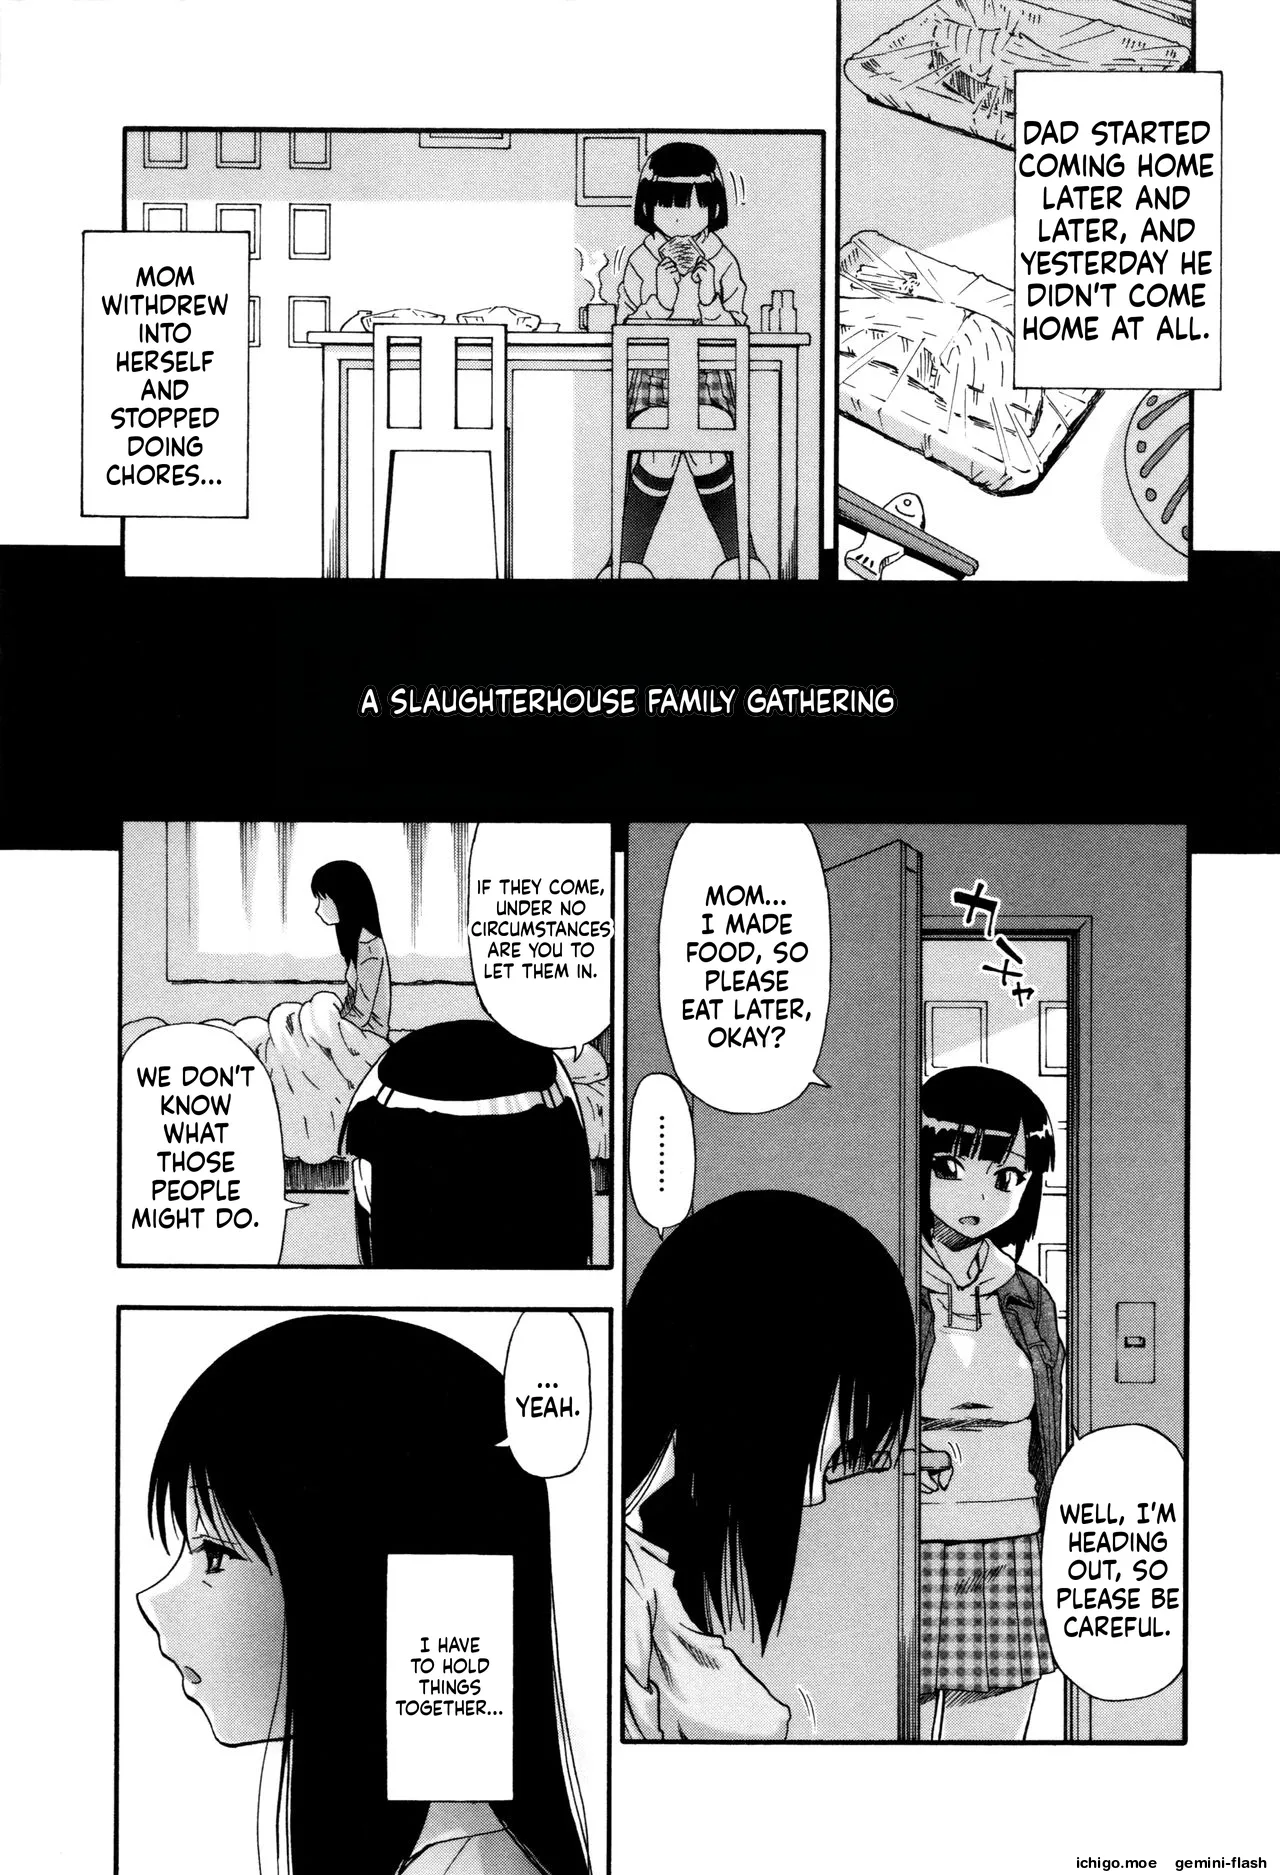 DAD STARTED
COMING HOME
LATER AND
LATER, AND
YESTERDAY HE
DIDN'T COME
HOME AT ALL.
MOM
WITHDREW
INTO
HERSELF
AND
STOPPED
DOING
CHORES...
A SLAUGHTERHOUSE FAMILY GATHERING
ガチャ
MOM...
I MADE
FOOD, SO
PLEASE
EAT LATER,
OKAY?
.........
WELL, I'M
HEADING
OUT, SO
PLEASE BE
CAREFUL.
IF THEY COME,
UNDER NO
CIRCUMSTANCES
ARE YOU TO
LET THEM IN.
WE DON'T
KNOW
WHAT
THOSE
PEOPLE
MIGHT DO.
...
YEAH.
I HAVE
TO HOLD
THINGS
TOGETHER...
ichigo.moe gemini-flash